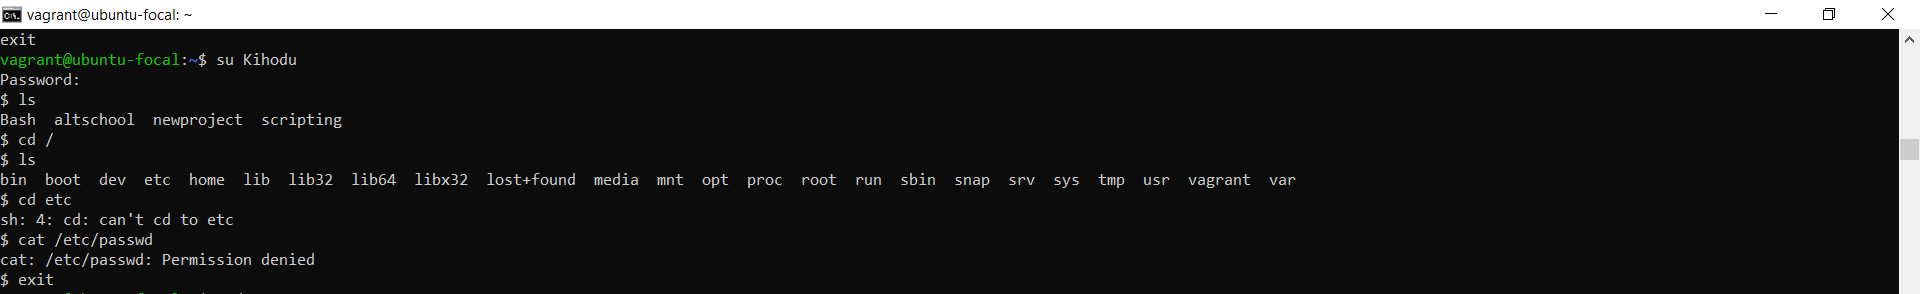 vagrant@ubuntu-focal: ~
exit
vagrant@ubuntu-focal:~$ su Kihodu
Password:
$ ls
Bash  altschool  newproject  scripting
$ cd /
$ ls
bin  boot  dev  etc  home  lib  lib32  lib64  libx32  lost+found  media  mnt  opt  proc  root  run  sbin  snap  srv  sys  tmp  usr  vagrant  var
$ cd etc
sh: 4: cd: can't cd to etc
$ cat /etc/passwd
cat: /etc/passwd: Permission denied
$ exit